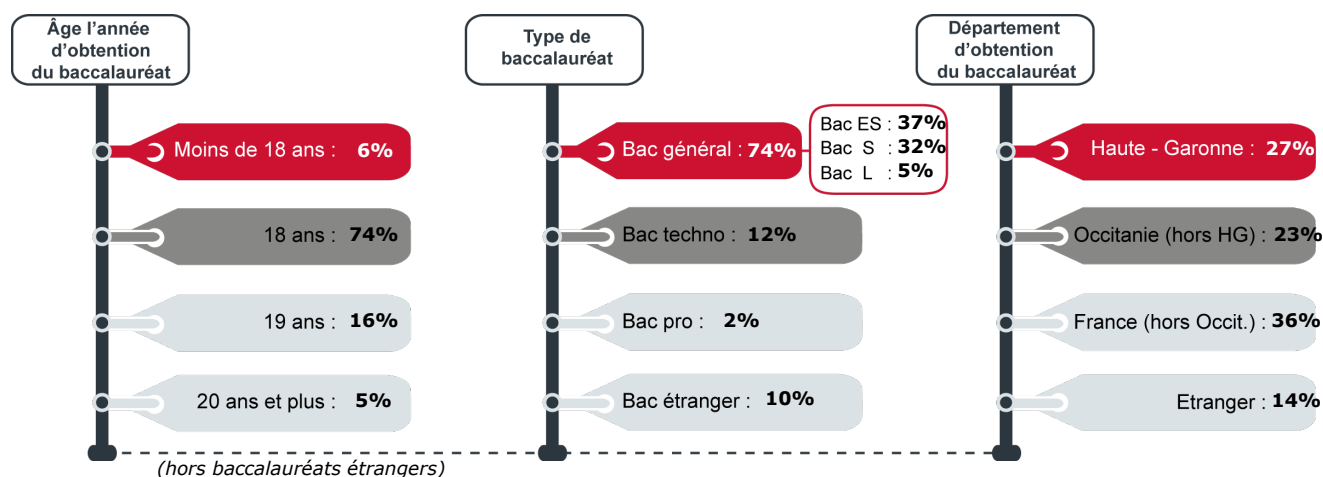 Âge l’année
d’obtention
du baccalauréat
Moins de 18 ans : 6%
18 ans : 74%
19 ans : 16%
20 ans et plus : 5%
(hors baccalauréats étrangers)
Type de
baccalauréat
Bac général : 74%
Bac ES : 37%
Bac S : 32%
Bac L : 5%
Bac techno : 12%
Bac pro : 2%
Bac étranger : 10%
Département
d’obtention
du baccalauréat
Haute - Garonne : 27%
Occitanie (hors HG) : 23%
France (hors Occit.) : 36%
Etranger : 14%